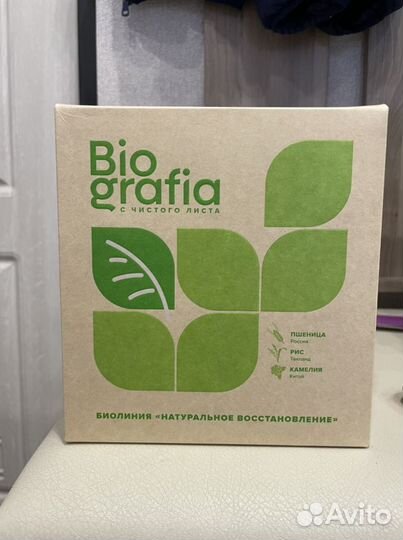 Bio
grafia
С ЧИСТОГО ЛИСТА
ПШЕНИЦА
Россия
РИС
Таиланд
КАМЕЛИЯ
Китай
БИОЛИНИЯ «НАТУРАЛЬНОЕ ВОССТАНОВЛЕНИЕ»
Avito